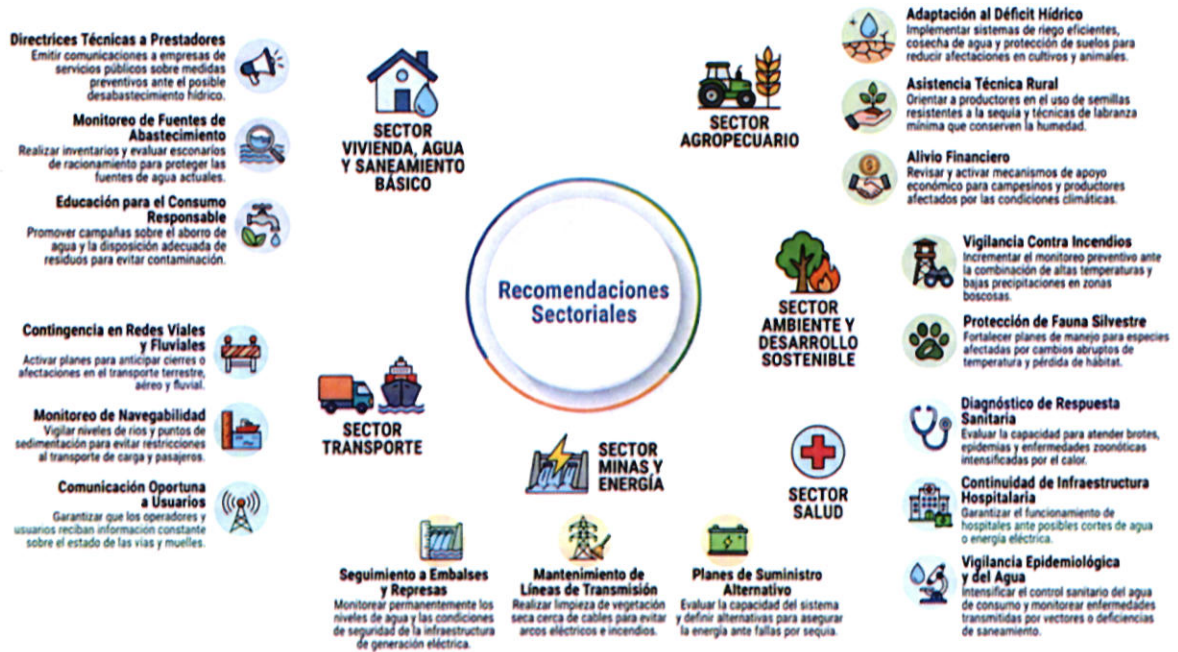 Directrices Técnicas a Prestadores
Emitir comunicaciones a empresas de
servicios públicos sobre medidas
preventivos ante el posible
desabastecimiento hídrico.
Monitoreo de Fuentes de
Abastecimiento
Realizar inventarios y evaluar escenarios
de racionamiento para proteger las
fuentes de agua actuales.
Educación para el Consumo
Responsable
Promover campañas sobre el aborro de
agua y la disposición adecuada de
residuos para evitar contaminación.
SECTOR
VIVIENDA, AGUA
Y SANEAMIENTO
BÁSICO
SECTOR
AGROPECUARIO
Adaptación al Déficit Hídrico
Implementar sistemas de riego eficientes,
cosecha de agua y protección de suelos para
reducir afectaciones en cultivos y animales.
Asistencia Técnica Rural
Orientar a productores en el uso de semillas
resistentes a la sequía y técnicas de labranza
mínima que conserven la humedad.
Alivio Financiero
Revisar y activar mecanismos de apoyo
económico para campesinos y productores
afectados por las condiciones climáticas.
Recomendaciones
Sectoriales
SECTOR
AMBIENTE Y
DESARROLLO
SOSTENIBLE
Vigilancia Contra Incendios
Incrementar el monitoreo preventivo ante
la combinación de altas temperaturas y
bajas precipitaciones en zonas
boscosas.
Protección de Fauna Silvestre
Fortalecer planes de manejo para especies
afectadas por cambios abruptos de
temperatura y pérdida de hábitat.
Contingencia en Redes Viales
y Fluviales
Activar planes para anticipar cierres o
afectaciones en el transporte terrestre,
aéreo y fluvial.
Monitoreo de Navegabilidad
Vigilar niveles de ríos y puntos de
sedimentación para evitar restricciones
al transporte de carga y pasajeros.
Comunicación Oportuna
a Usuarios
Garantizar que los operadores y
usuarios reciban información constante
sobre el estado de las vías y muelles.
SECTOR
TRANSPORTE
SECTOR
MINAS Y
ENERGÍA
SECTOR
SALUD
Diagnóstico de Respuesta
Sanitaria
Evaluar la capacidad para atender brotes,
epidemias y enfermedades zoonóticas
intensificadas por el calor.
Continuidad de Infraestructura
Hospitalaria
Garantizar el funcionamiento de
hospitales ante posibles cortes de agua
o energía eléctrica.
Vigilancia Epidemiológica
y del Agua
Intensificar el control sanitario del agua
de consumo y monitorear enfermedades
transmitidas por vectores o deficiencias
de saneamiento.
Seguimiento a Embalses
y Represas
Monitorear permanentemente los
niveles de agua y las condiciones
de seguridad de la infraestructura
de generación eléctrica.
Mantenimiento de
Líneas de Transmisión
Realizar limpieza de vegetación
seca cerca de cables para evitar
arcos eléctricos e incendios.
Planes de Suministro
Alternativo
Evaluar la capacidad del sistema
y definir alternativas para asegurar
la energía ante fallas por sequía.